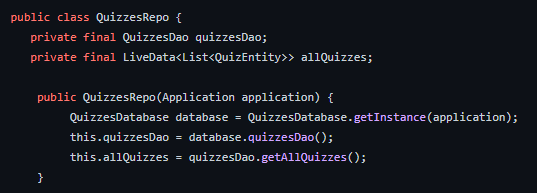 public class QuizzesRepo {
private final QuizzesDao quizzesDao;
private final LiveData<List<QuizEntity>> allQuizzes;
public QuizzesRepo(Application application) {
QuizzesDatabase database = QuizzesDatabase.getInstance(application);
this.quizzesDao = database.quizzesDao();
this.allQuizzes = quizzesDao.getAllQuizzes();
}